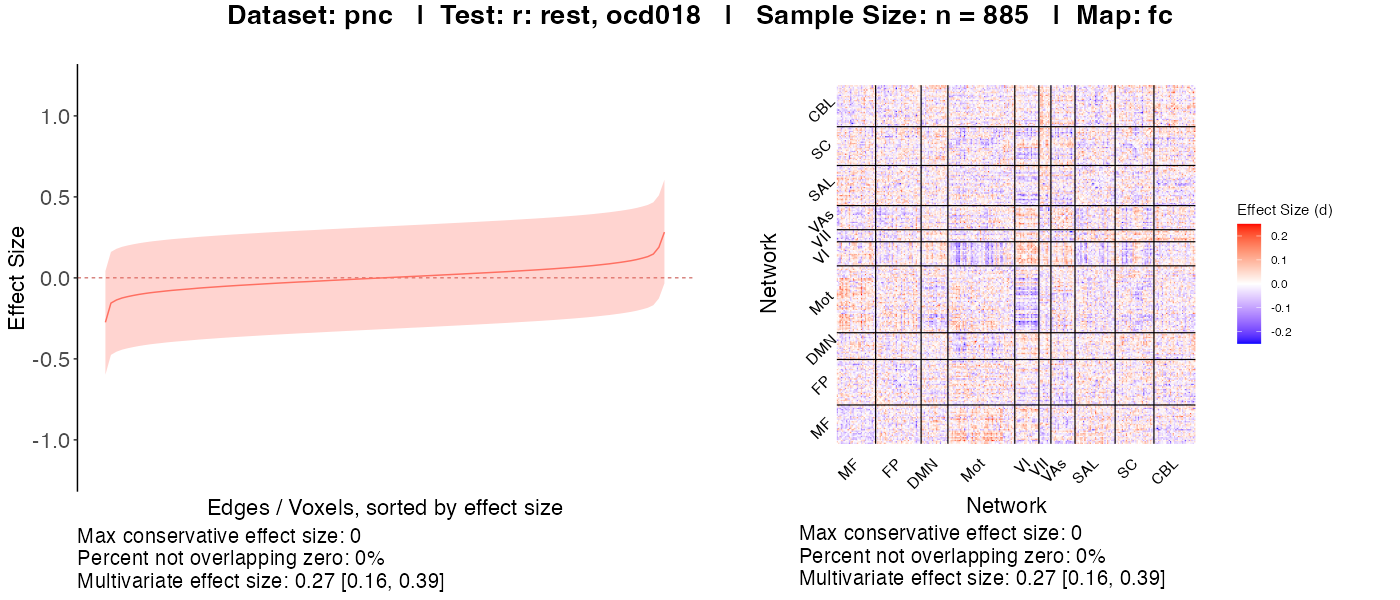 Dataset: pnc | Test: r: rest, ocd018 | Sample Size: n = 885 | Map: fc
Effect Size
1.0
0.5
0.0
-0.5
-1.0
Edges / Voxels, sorted by effect size
Max conservative effect size: 0
Percent not overlapping zero: 0%
Multivariate effect size: 0.27 [0.16, 0.39]
Network
CBL
SC
SAL
VAs
VII
VI
Mot
DMN
FP
MF
MF
FP
DMN
Mot
VI
VII
VAs
SAL
SC
CBL
Network
Max conservative effect size: 0
Percent not overlapping zero: 0%
Multivariate effect size: 0.27 [0.16, 0.39]
Effect Size (d)
0.2
0.1
0.0
-0.1
-0.2